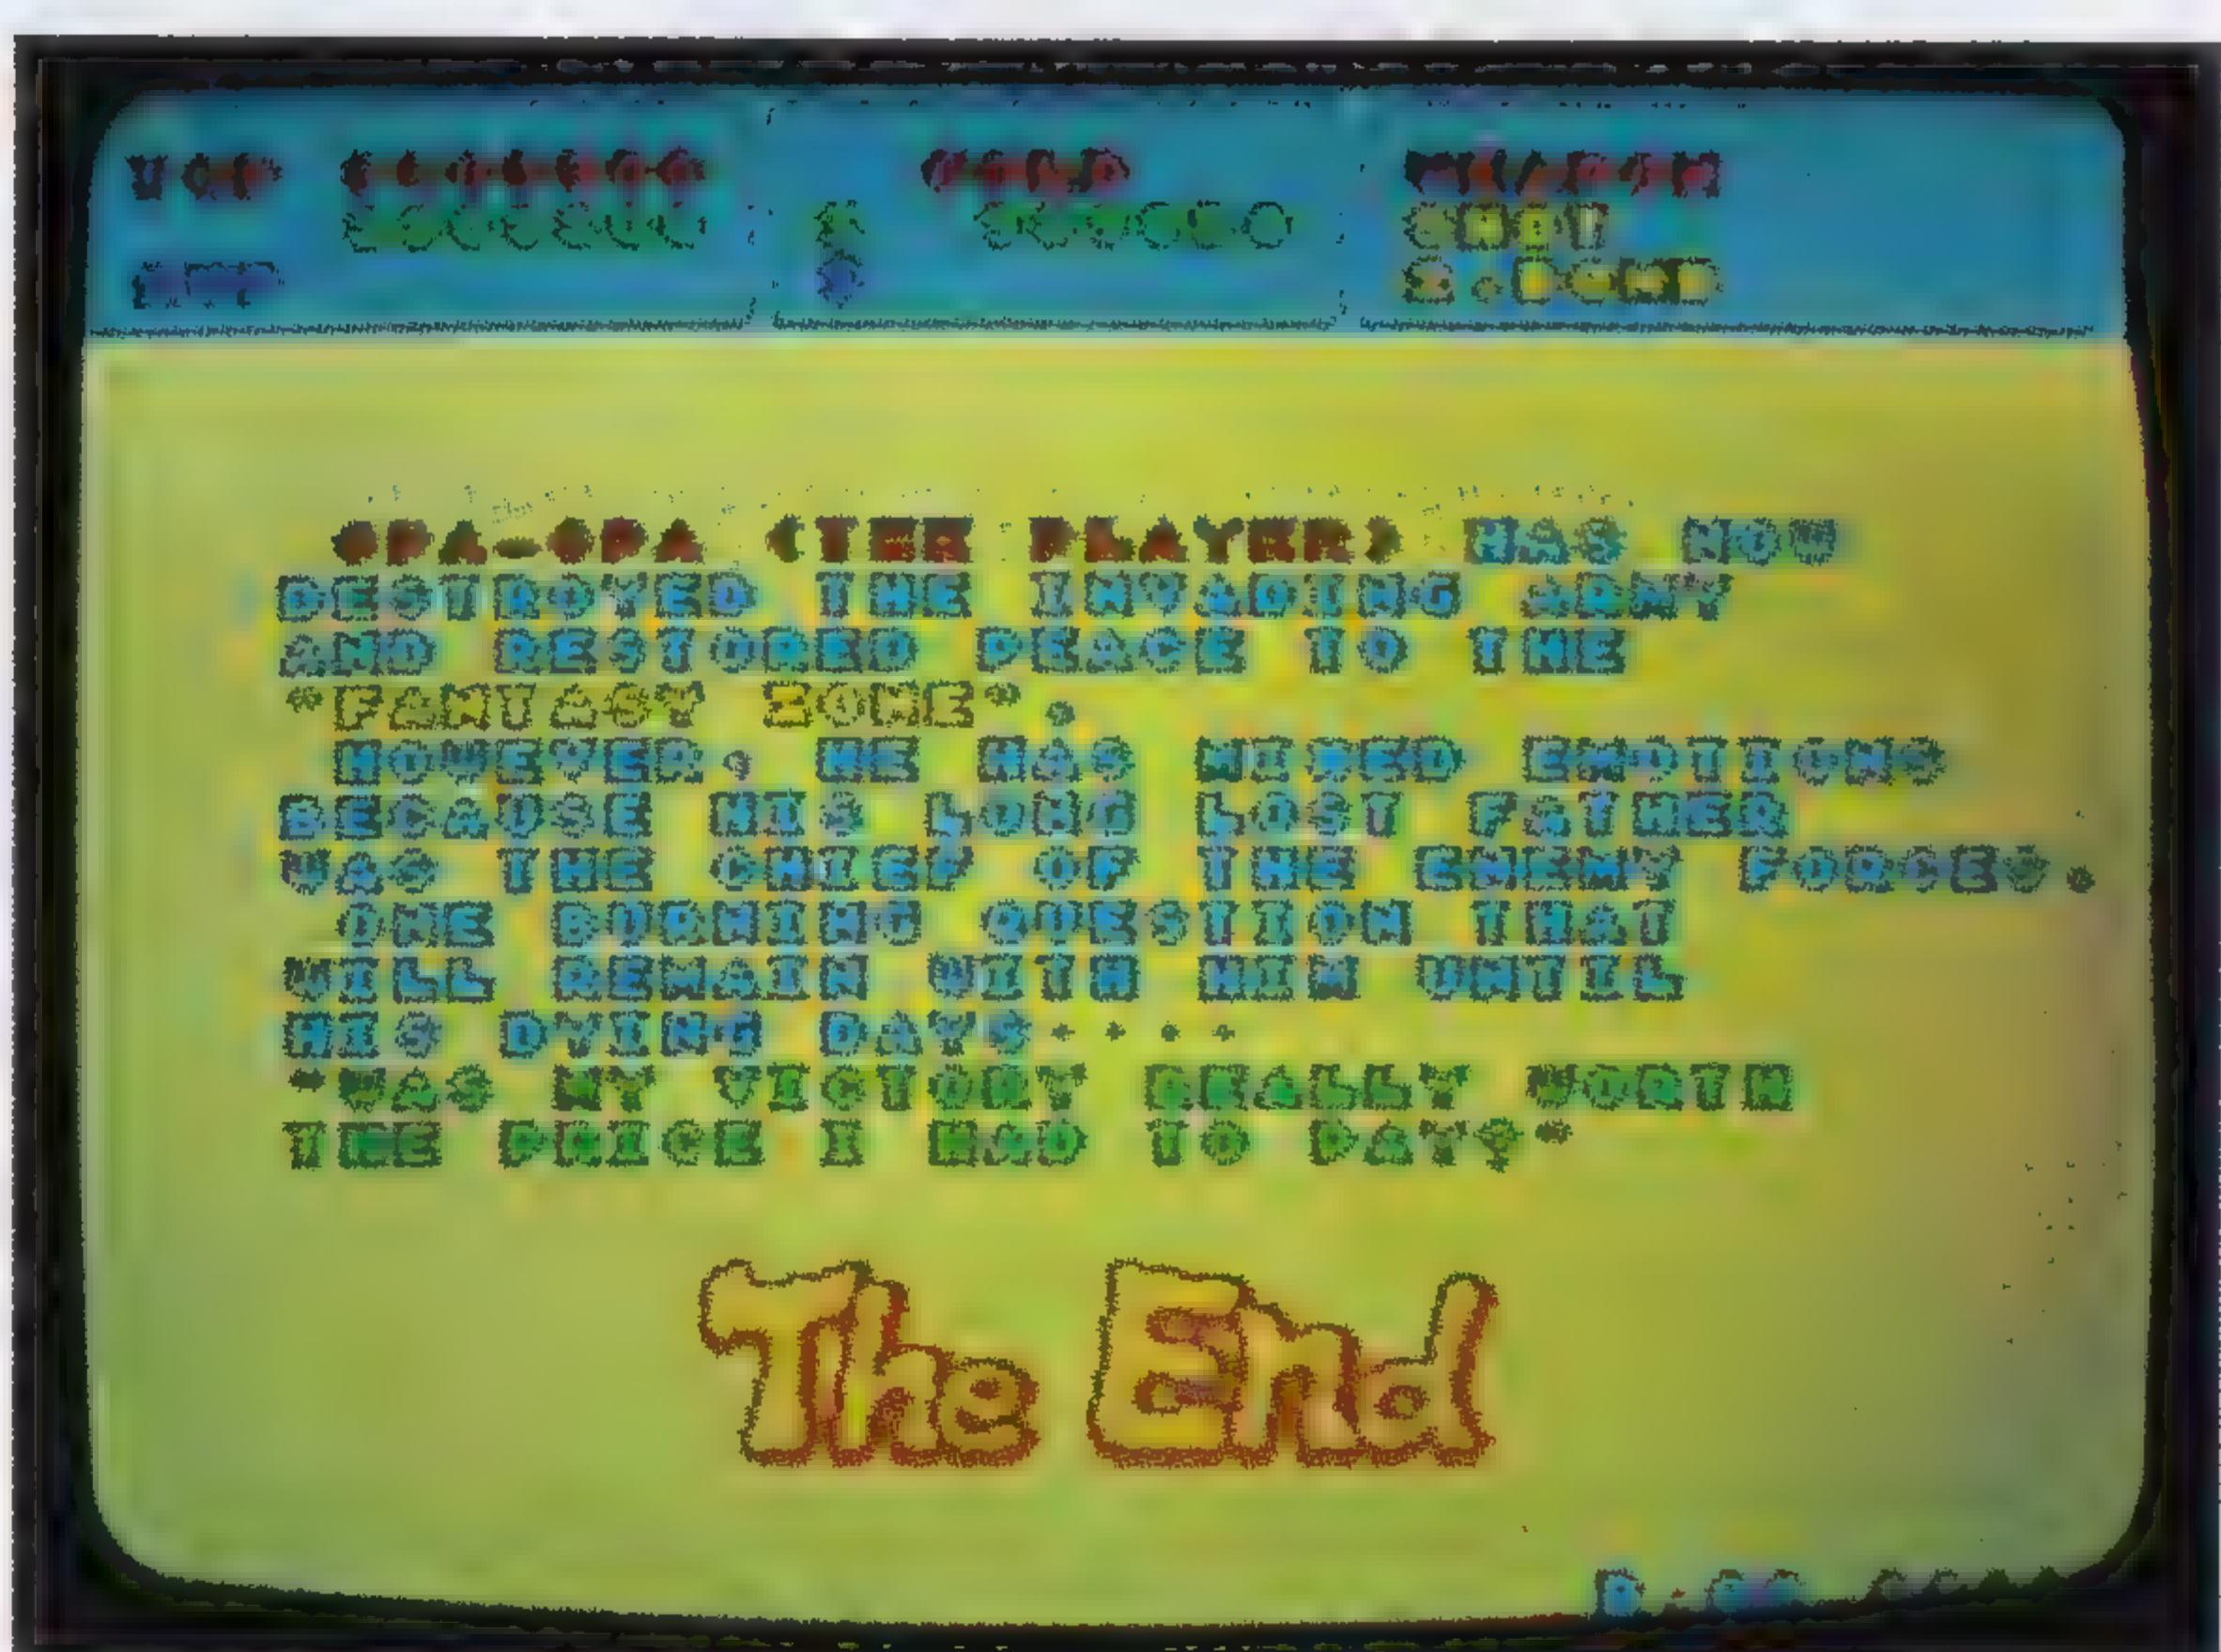 OPA-OPA (THE PLAYER) HAS NOW
DESTROYED THE INVADING ARMY
AND RESTORED PEACE TO THE
"FANTASY ZONE".
HOWEVER, HE HAS MIXED EMOTIONS
BECAUSE HIS LONG LOST FATHER
WAS THE CHIEF OF THE ENEMY FORCES.
THE BURNING QUESTION THAT
WILL REMAIN WITH HIM UNTIL
HIS DYING DAYS....
"WAS MY VICTORY REALLY WORTH
THE PRICE I HAD TO PAY?"
The End